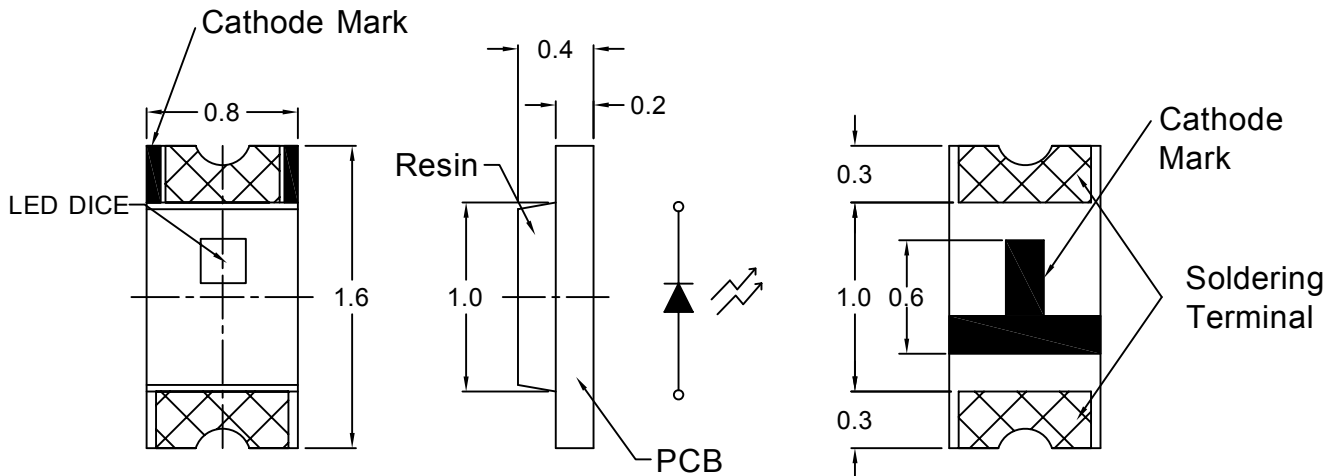 Cathode Mark
0.8
LED DICE
1.6
0.4
0.2
Resin
1.0
PCB
Cathode
Mark
0.3
1.0
0.6
Soldering
Terminal
0.3